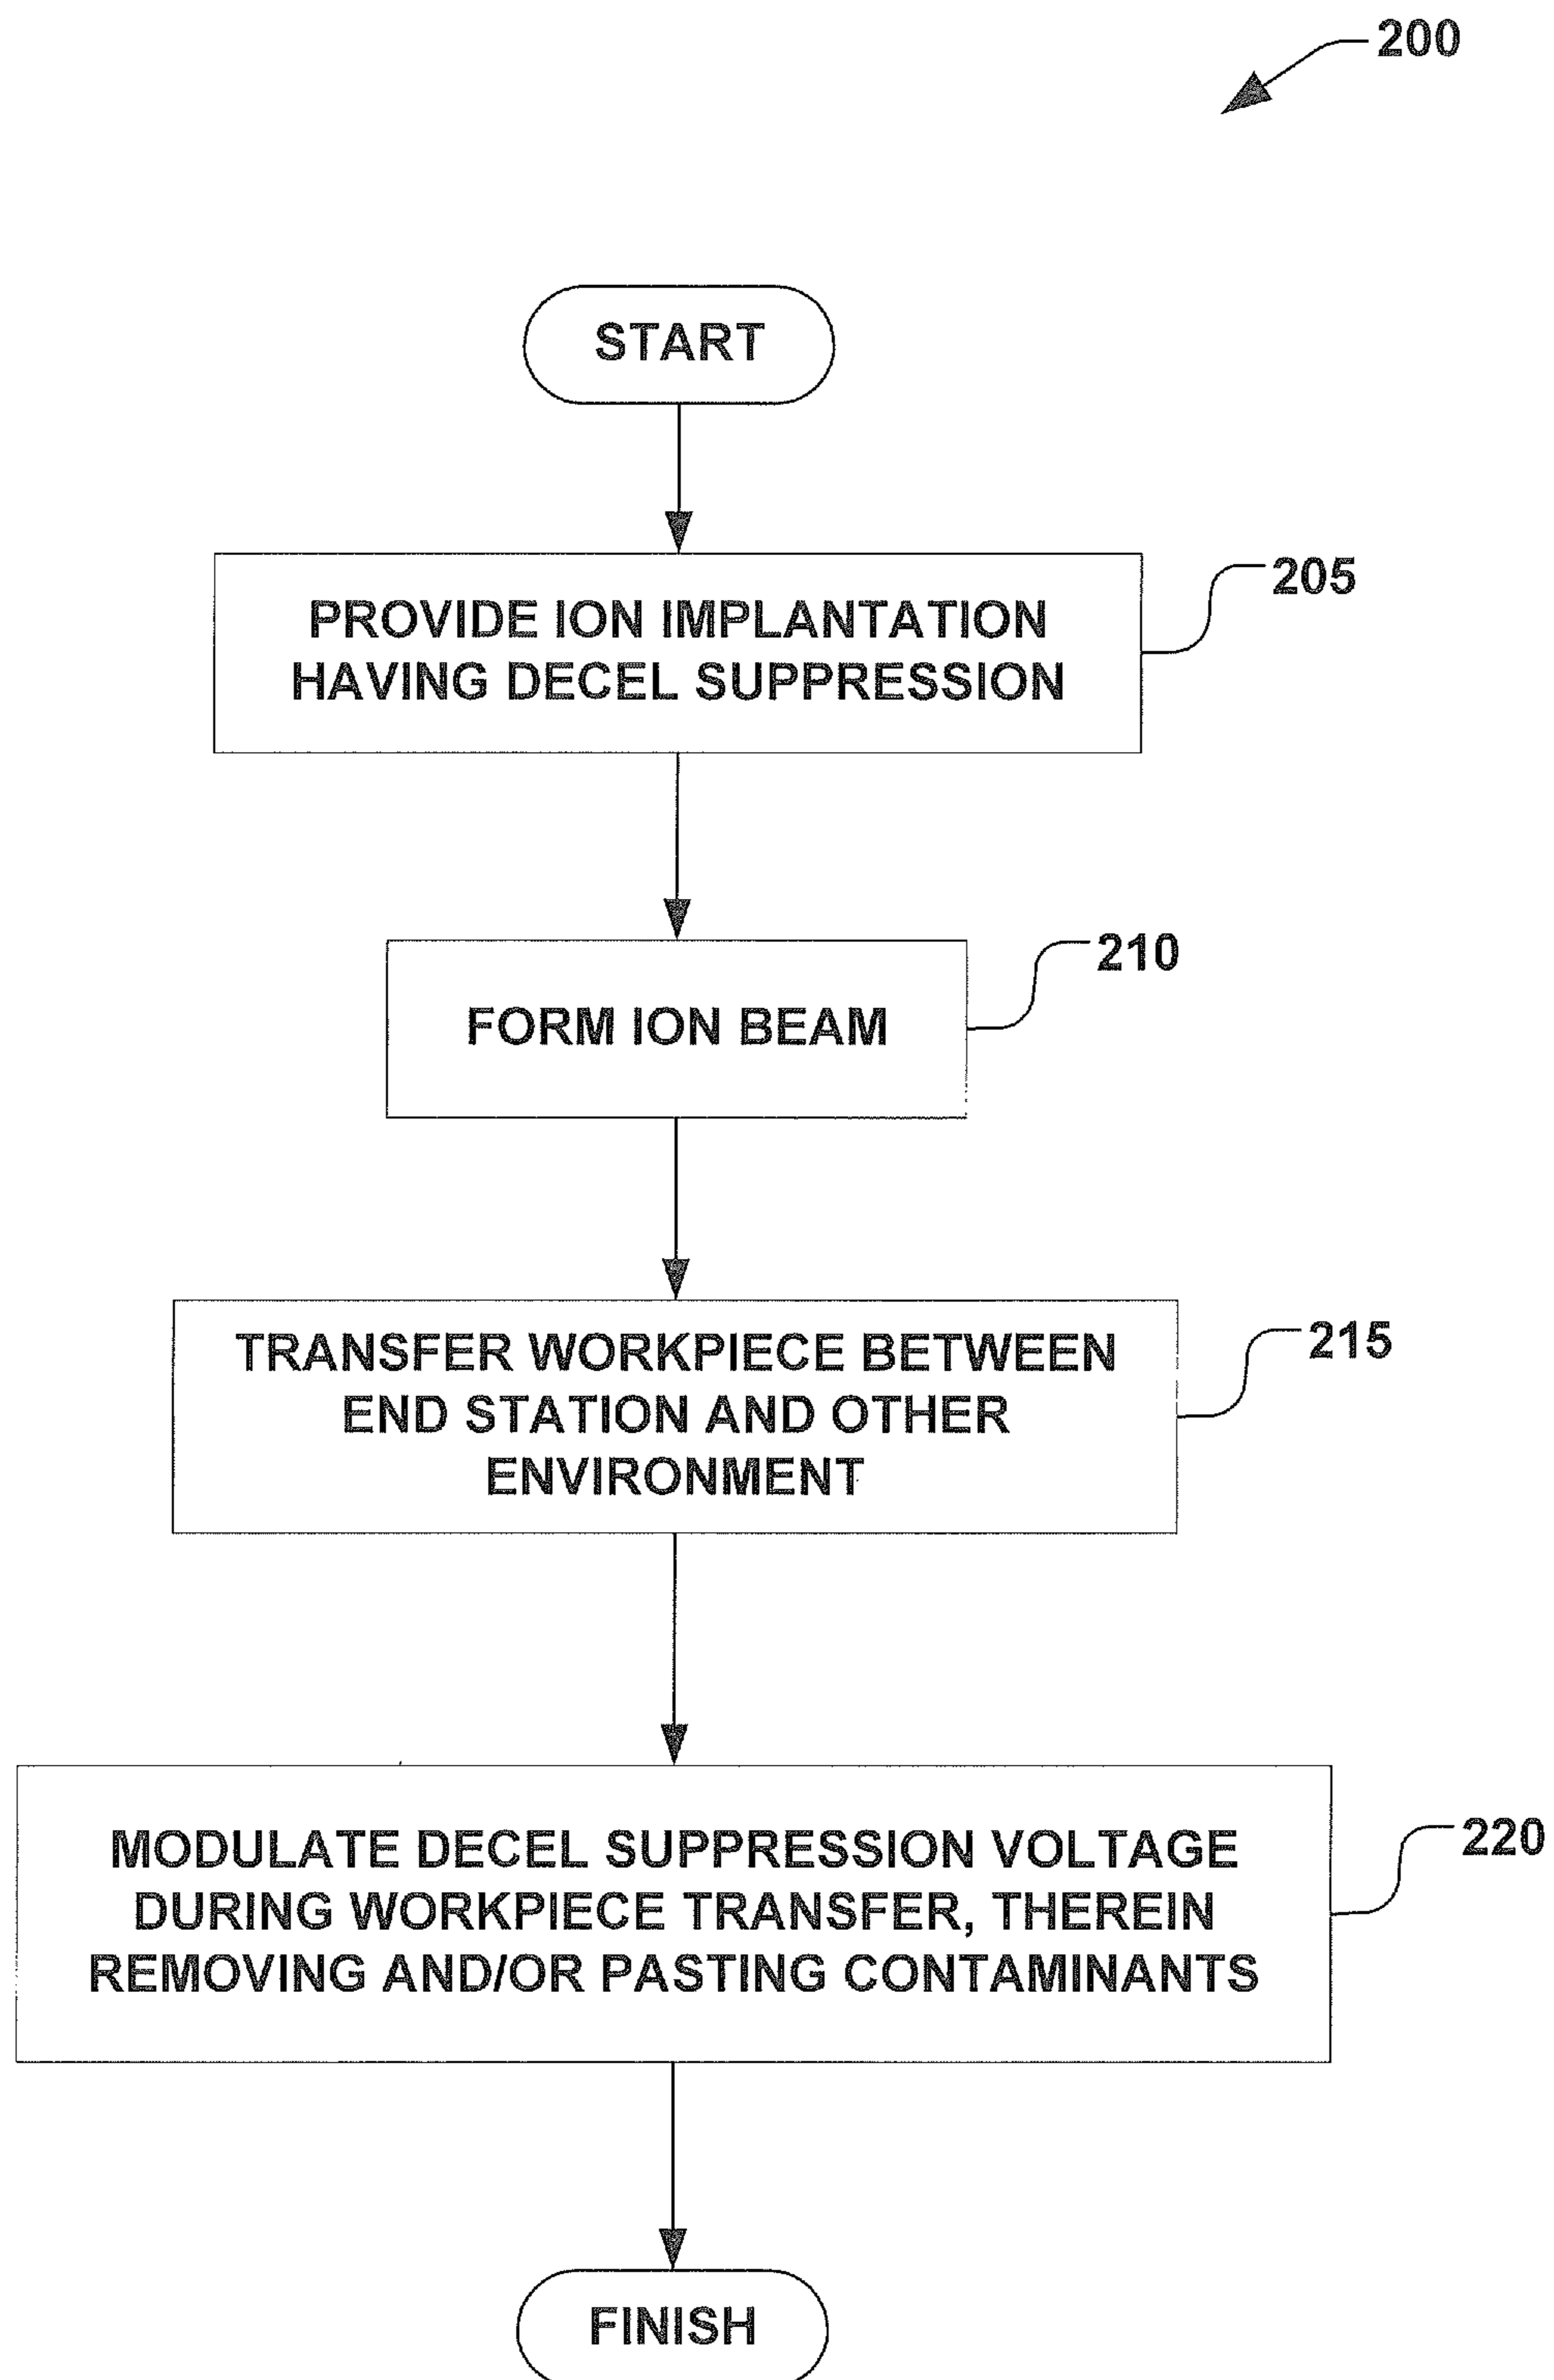 200
START
PROVIDE ION IMPLANTATION
HAVING DECEL SUPPRESSION
205
FORM ION BEAM
210
TRANSFER WORKPIECE BETWEEN
END STATION AND OTHER
ENVIRONMENT
215
MODULATE DECEL SUPPRESSION VOLTAGE
DURING WORKPIECE TRANSFER, THEREIN
REMOVING AND/OR PASTING CONTAMINANTS
220
FINISH